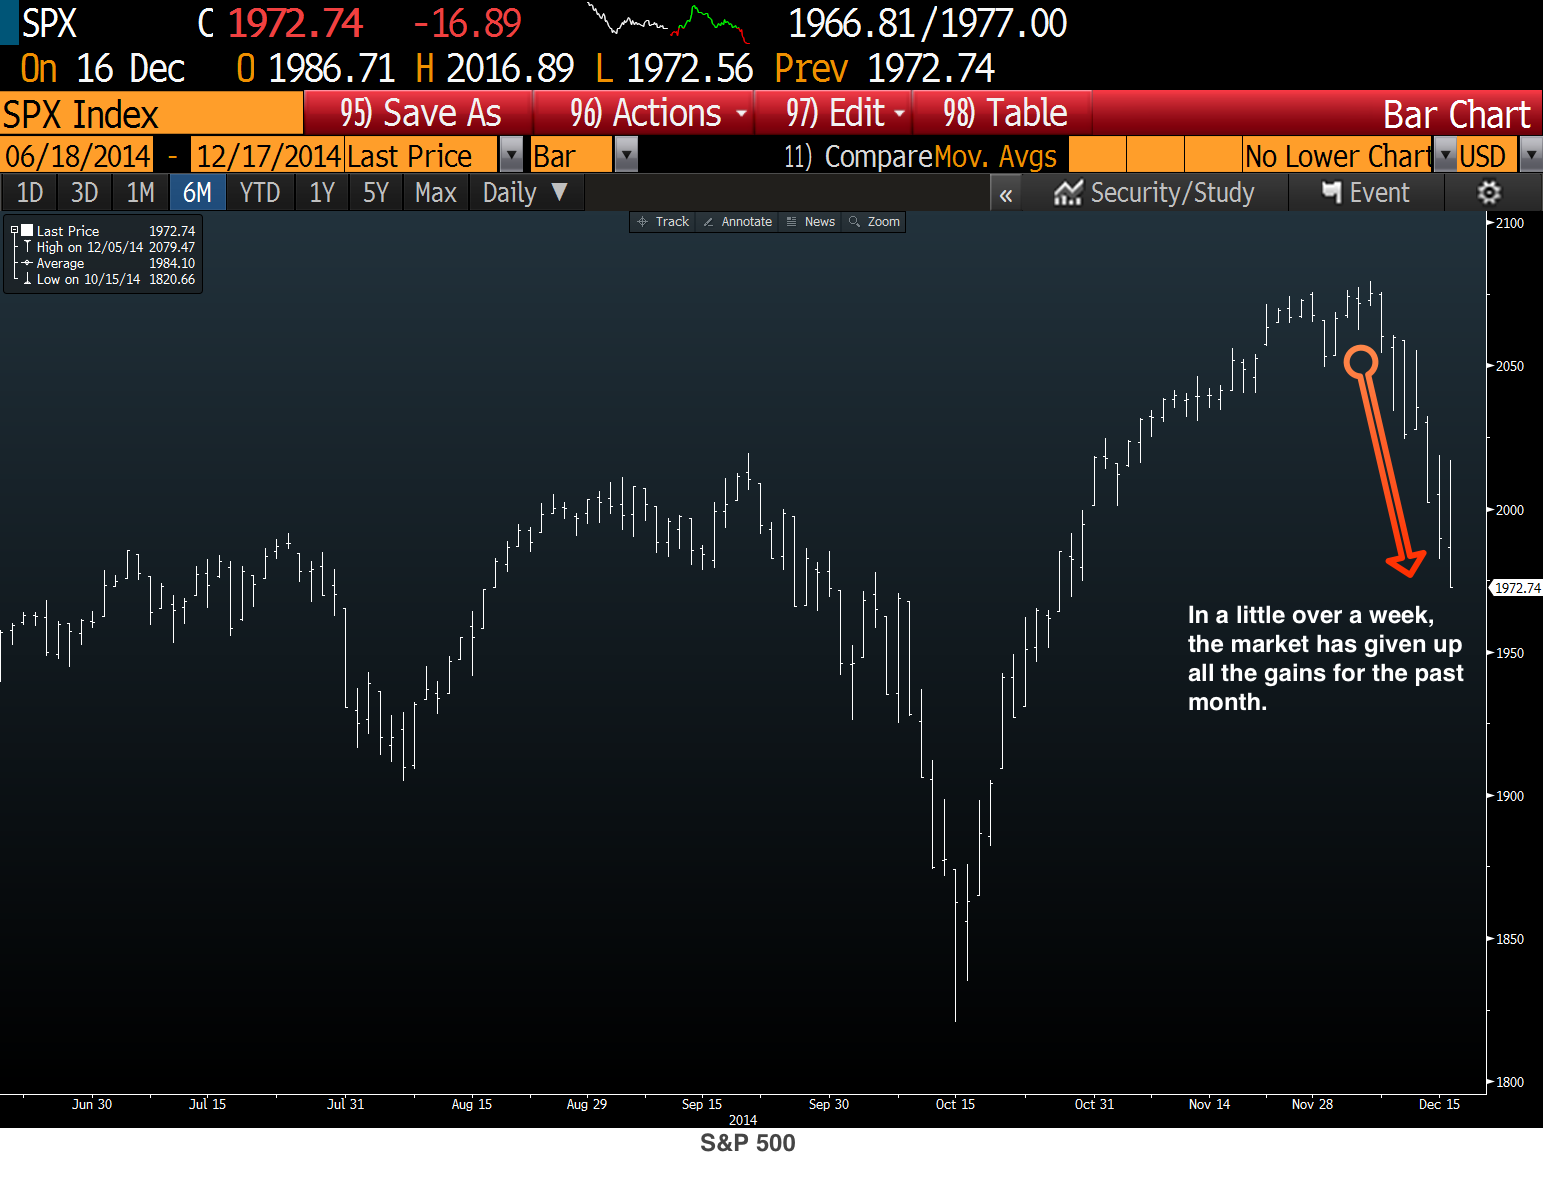 SPX C 1972.74 -16.89 1966.81/1977.00
On 16 Dec O 1986.71 H 2016.89 L 1972.56 Prev 1972.74
SPX Index 95) Save As 96) Actions 97) Edit 98) Table Bar Chart
06/18/2014 - 12/17/2014 Last Price Bar 11) Compare Mov. Avgs No Lower Chart USD
1D 3D 1M 6M YTD 1Y 5Y Max Daily ▼ « Security/Study Event
Track Annotate News Zoom
Last Price 1972.74
High on 12/05/14 2079.47
Average 1984.10
Low on 10/15/14 1820.66
2100
2050
2000
1972.74
In a little over a week,
the market has given up
all the gains for the past
month.
1950
1900
1850
1800
Jun 30 Jul 15 Jul 31 Aug 15 Aug 29 Sep 15 Sep 30 Oct 15 Oct 31 Nov 14 Nov 28 Dec 15
2014
S&P 500